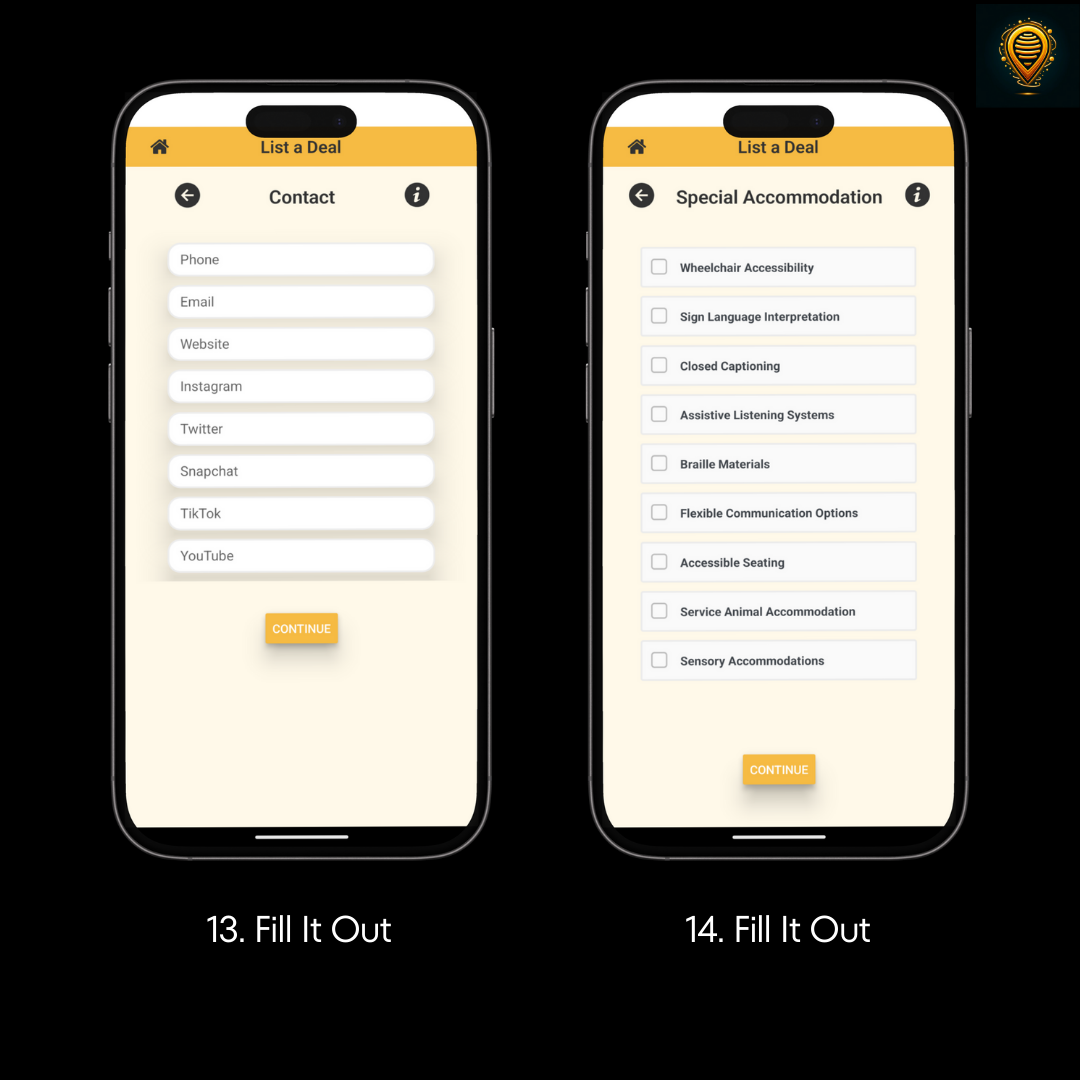 List a Deal
Contact
Phone
Email
Website
Instagram
Twitter
Snapchat
TikTok
YouTube
CONTINUE
13. Fill It Out
List a Deal
Special Accommodation
Wheelchair Accessibility
Sign Language Interpretation
Closed Captioning
Assistive Listening Systems
Braille Materials
Flexible Communication Options
Accessible Seating
Service Animal Accommodation
Sensory Accommodations
CONTINUE
14. Fill It Out